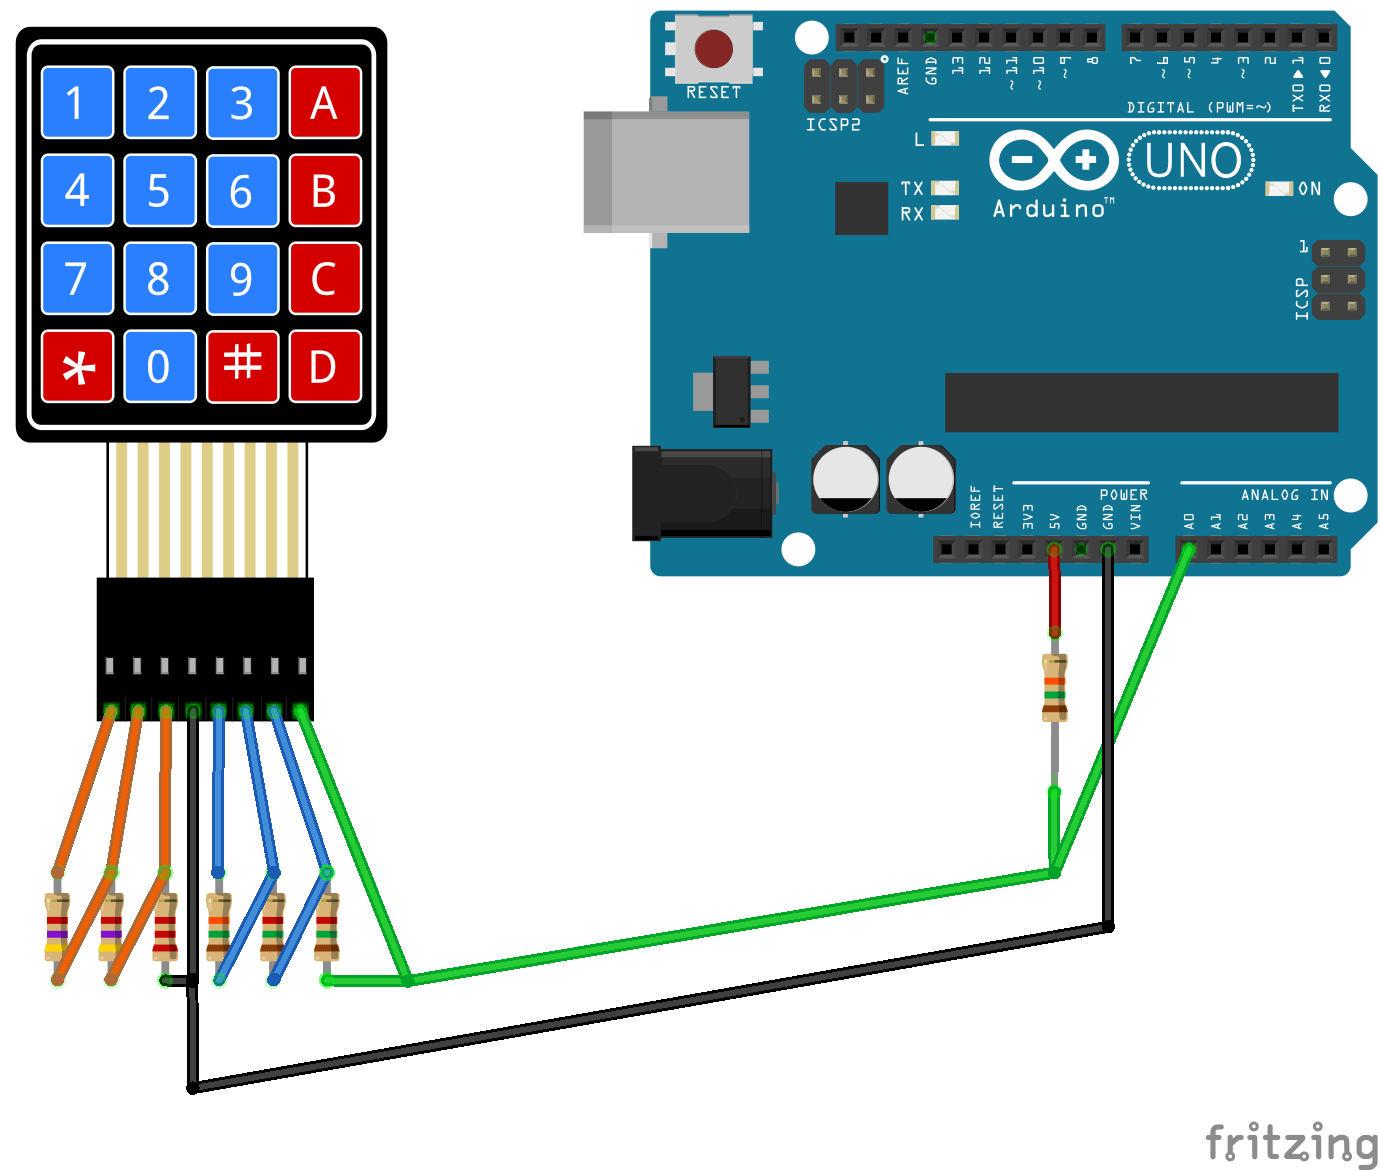 1 2 3 A
4 5 6 B
7 8 9 C
* 0 # D
RESET
ICSP2
AREF
GND
13
12
~11
~10
~9
8
7
~6
~5
4
~3
2
TX0▶1
RX0◀0
DIGITAL (PWM=~)
L
TX
RX
Arduino™
UNO
ON
1
ICSP
POWER
ANALOG IN
IOREF
RESET
3V3
5V
GND
GND
VIN
A0
A1
A2
A3
A4
A5
fritzing